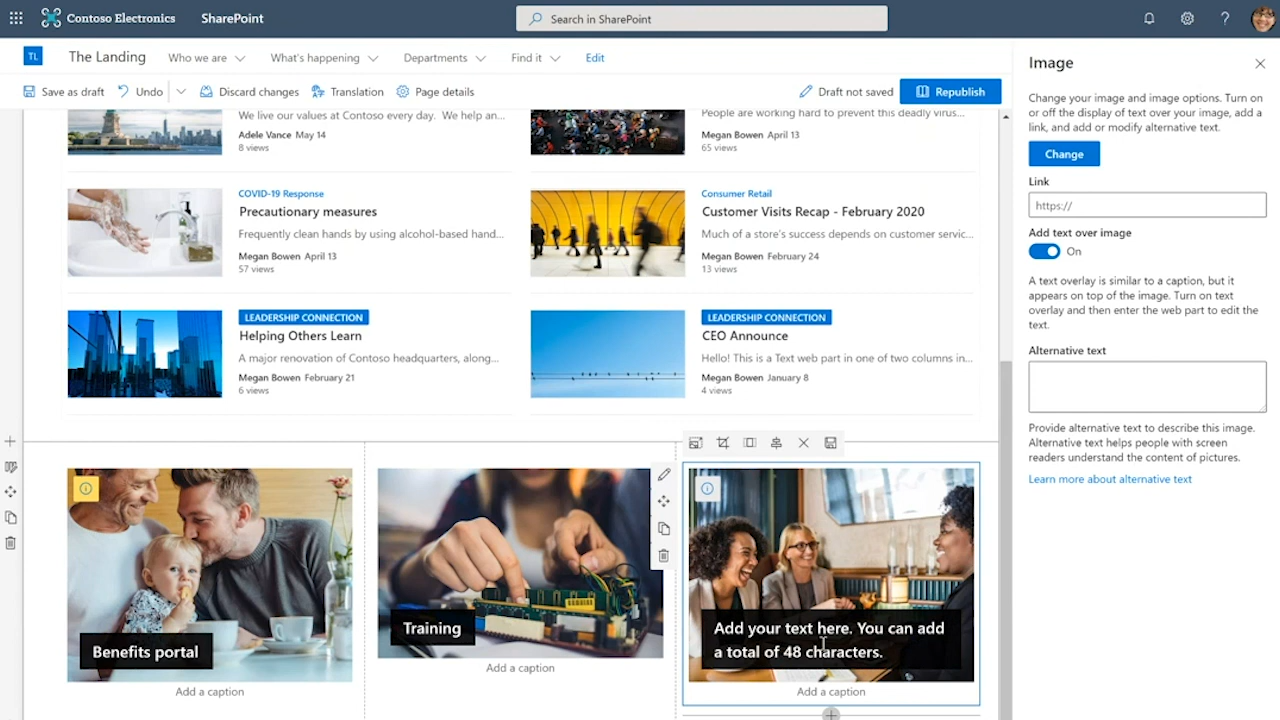 Contoso Electronics
SharePoint
Search in SharePoint
TL
The Landing
Who we are
What's happening
Departments
Find it
Edit
Save as draft
Undo
Discard changes
Translation
Page details
Draft not saved
Republish
We live our values at Contoso every day. We help an...
Adele Vance May 14
8 views
People are working hard to prevent this deadly virus...
Megan Bowen April 13
65 views
COVID-19 Response
Precautionary measures
Frequently clean hands by using alcohol-based hand...
Megan Bowen April 13
57 views
Consumer Retail
Customer Visits Recap - February 2020
Much of a store's success depends on customer servic...
Megan Bowen February 24
13 views
LEADERSHIP CONNECTION
Helping Others Learn
A major renovation of Contoso headquarters, along...
Megan Bowen February 21
6 views
LEADERSHIP CONNECTION
CEO Announce
Hello! This is a Text web part in one of two columns in...
Megan Bowen January 8
4 views
Benefits portal
Add a caption
Training
Add a caption
Add your text here. You can add
a total of 48 characters.
Add a caption
Image
Change your image and image options. Turn on
or off the display of text over your image, add a
link, and add or modify alternative text.
Change
Link
https://
Add text over image
On
A text overlay is similar to a caption, but it
appears on top of the image. Turn on text
overlay and then enter the web part to edit the
text.
Alternative text
Provide alternative text to describe this image.
Alternative text helps people with screen
readers understand the content of pictures.
Learn more about alternative text